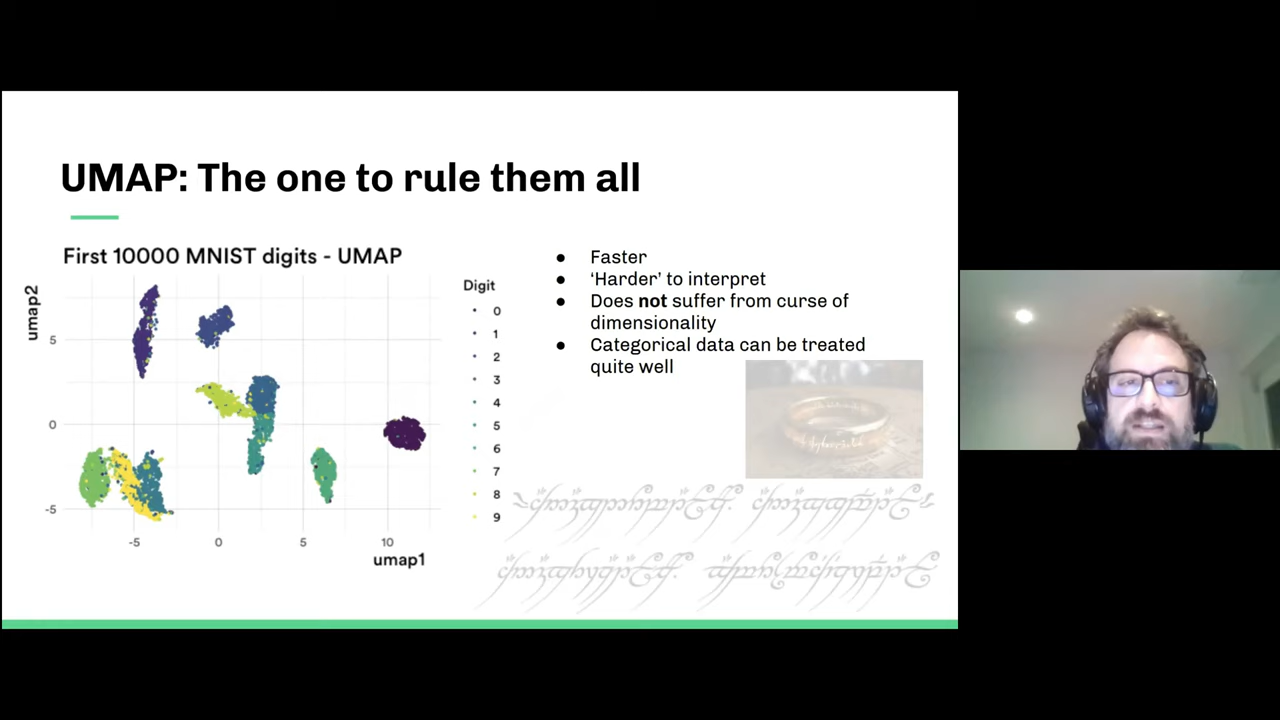 UMAP: The one to rule them all
First 10000 MNIST digits - UMAP
umap2
5
0
-5
-5
0
5
10
umap1
Digit
0
1
2
3
4
5
6
7
8
9
● Faster
● ‘Harder’ to interpret
● Does not suffer from curse of
dimensionality
● Categorical data can be treated
quite well